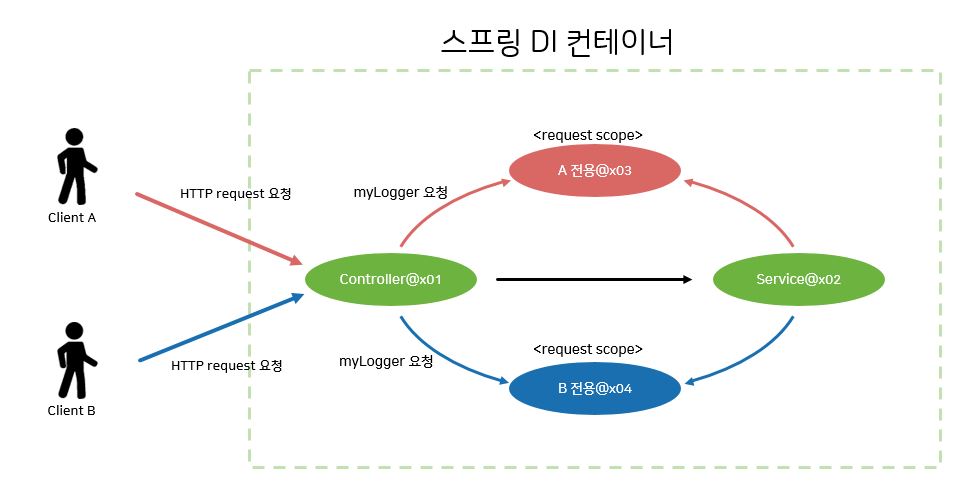 스프링 DI 컨테이너
<request scope>
A 전용@x03
HTTP request 요청
myLogger 요청
Client A
Controller@x01
Service@x02
<request scope>
myLogger 요청
HTTP request 요청
B 전용@x04
Client B